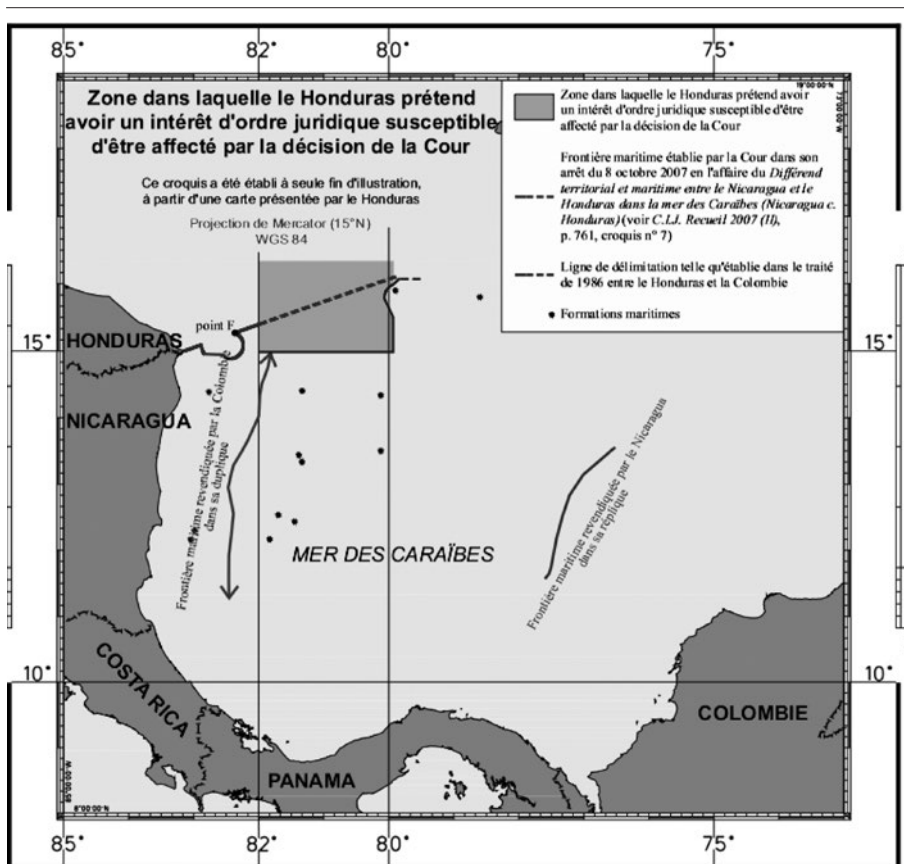 85°
82°
80°
75°
Zone dans laquelle le Honduras prétend
avoir un intérêt d'ordre juridique susceptible
d'être affecté par la décision de la Cour
Ce croquis a été établi à seule fin d'illustration,
à partir d'une carte présentée par le Honduras
Projection de Mercator (15°N)
WGS 84
Zone dans laquelle le Honduras prétend avoir
un intérêt d'ordre juridique susceptible d'être
affecté par la décision de la Cour
Frontière maritime établie par la Cour dans son
arrêt du 8 octobre 2007 en l'affaire du Différend
territorial et maritime entre le Nicaragua et le
Honduras dans la mer des Caraïbes (Nicaragua c.
Honduras) (voir C.I.J. Recueil 2007 (II),
p. 761, croquis n° 7)
Ligne de délimitation telle qu'établie dans le traité
de 1986 entre le Honduras et la Colombie
Formations maritimes
point F
15°
HONDURAS
15°
NICARAGUA
Frontière maritime revendiquée par la Colombie
dans sa duplique
Frontière maritime revendiquée par le Nicaragua
dans sa réplique
MER DES CARAÏBES
10°
10°
COSTA RICA
COLOMBIE
PANAMA
8°00'00"N
85°
82°
80°
75°